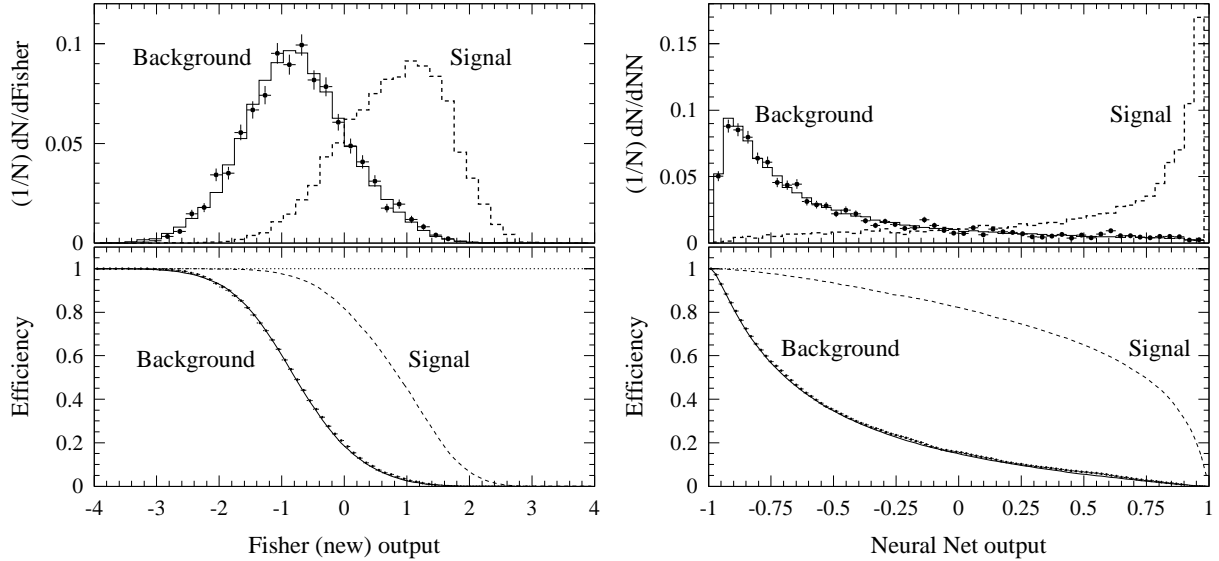 (1/N) dN/dFisher
0.1
0.05
0
Background
Signal
Efficiency
1
0.8
0.6
0.4
0.2
0
Background
Signal
-4 -3 -2 -1 0 1 2 3 4
Fisher (new) output
(1/N) dN/dNN
0.15
0.1
0.05
0
Background
Signal
Efficiency
1
0.8
0.6
0.4
0.2
0
Background
Signal
-1 -0.75 -0.5 -0.25 0 0.25 0.5 0.75 1
Neural Net output